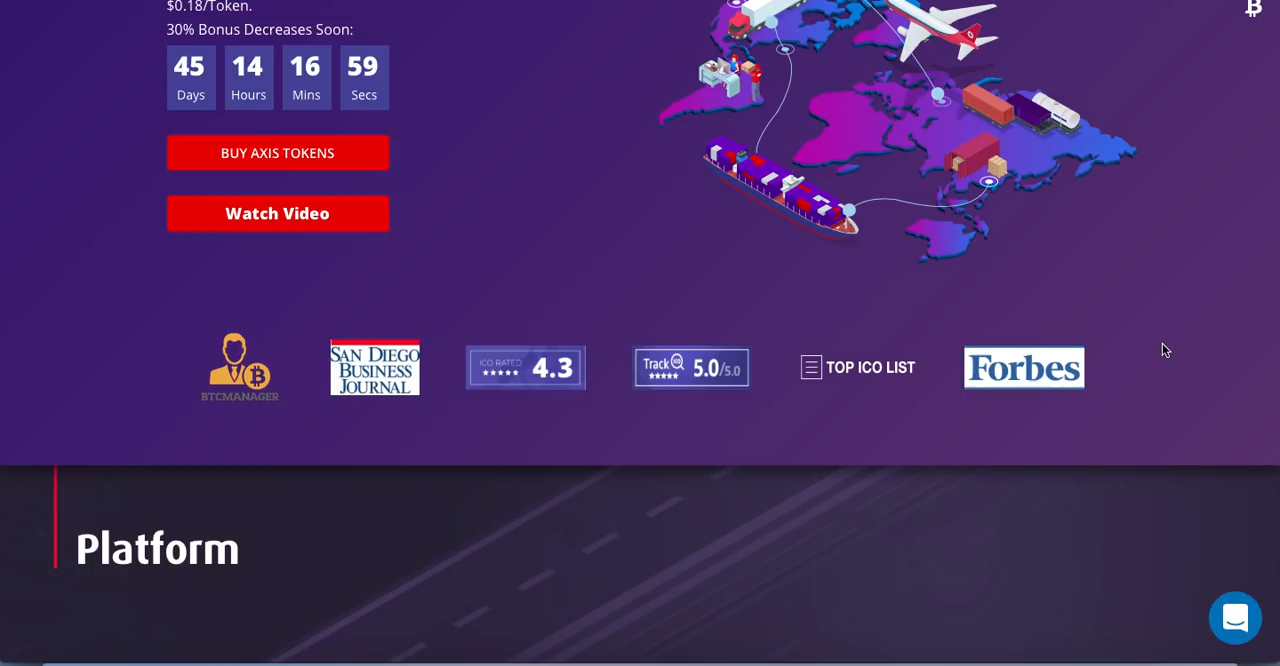 $0.18/Token.
30% Bonus Decreases Soon:
45 14 16 59
Days Hours Mins Secs
BUY AXIS TOKENS
Watch Video
BTCMANAGER
SAN DIEGO
BUSINESS
JOURNAL
ICO RATED
4.3
Track ICO
5.0/5.0
TOP ICO LIST
Forbes
Platform